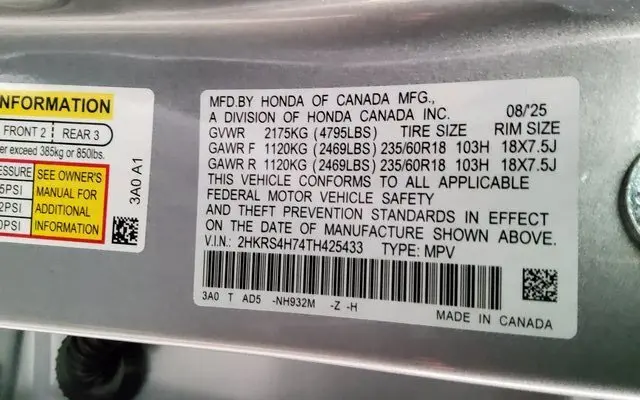 NFORMATION
FRONT 2 REAR 3
er exceed 385kg or 850lbs.
SEE OWNER'S
MANUAL FOR
ADDITIONAL
INFORMATION
3A0 A1
MFD.BY HONDA OF CANADA MFG.,
A DIVISION OF HONDA CANADA INC. 08/'25
GVWR 2175KG (4795LBS) TIRE SIZE RIM SIZE
GAWR F 1120KG (2469LBS) 235/60R18 103H 18X7.5J
GAWR R 1120KG (2469LBS) 235/60R18 103H 18X7.5J
THIS VEHICLE CONFORMS TO ALL APPLICABLE
FEDERAL MOTOR VEHICLE SAFETY
AND THEFT PREVENTION STANDARDS IN EFFECT
ON THE DATE OF MANUFACTURE SHOWN ABOVE.
V.I.N.: 2HKRS4H74TH425433 TYPE: MPV
3A0 T AD5 -NH932M -Z -H
MADE IN CANADA